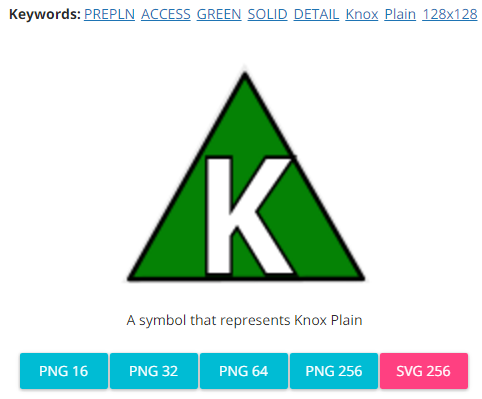 Keywords: PREPLN ACCESS GREEN SOLID DETAIL Knox Plain 128x128
K
A symbol that represents Knox Plain
PNG 16 PNG 32 PNG 64 PNG 256 SVG 256